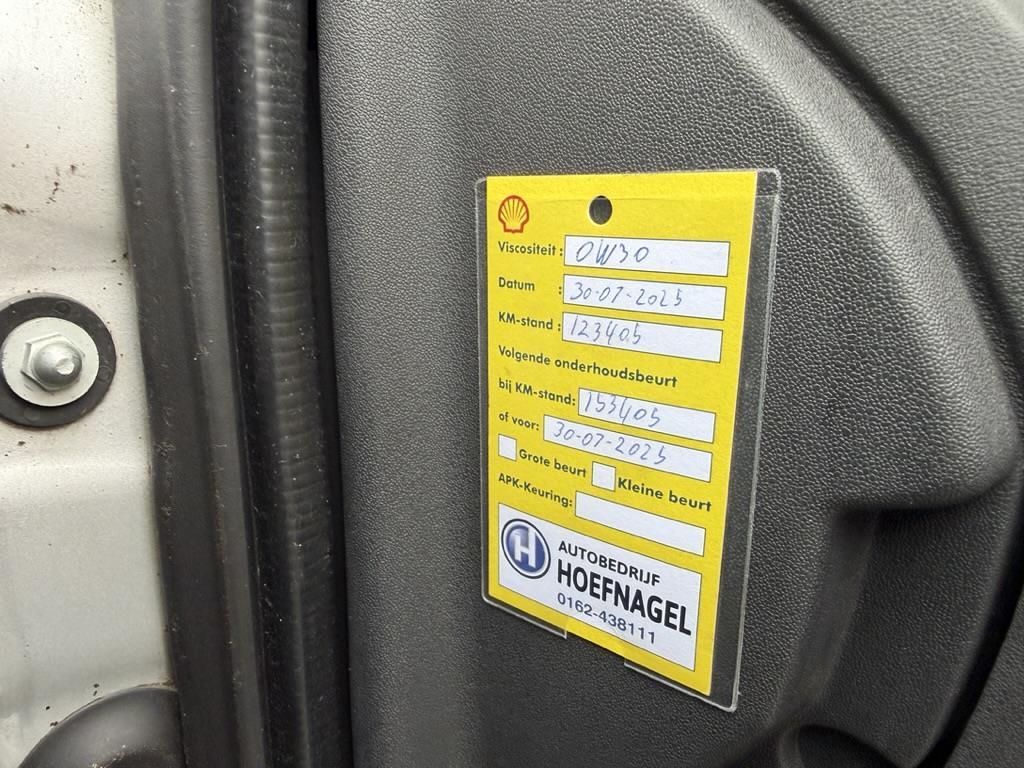 Viscositeit : 0W30
Datum : 30-07-2025
KM-stand : 123405
Volgende onderhoudsbeurt
bij KM-stand: 153405
of voor: 30-07-2025
Grote beurt Kleine beurt
APK-Keuring:
H
AUTOBEDRIJF
HOEFNAGEL
0162-438111